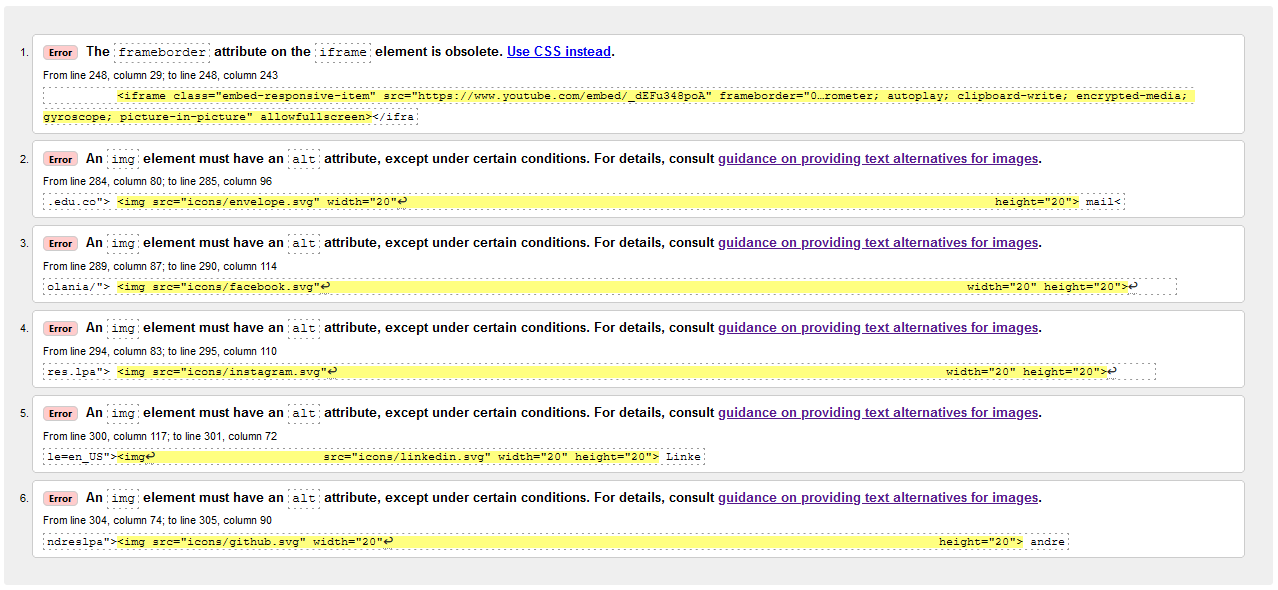 1. Error The frameborder attribute on the iframe element is obsolete. Use CSS instead.
From line 248, column 29; to line 248, column 243
<iframe class="embed-responsive-item" src="https://www.youtube.com/embed/_dEFu348poA" frameborder="0…rometer; autoplay; clipboard-write; encrypted-media;
gyroscope; picture-in-picture" allowfullscreen></ifra
2. Error An img element must have an alt attribute, except under certain conditions. For details, consult guidance on providing text alternatives for images.
From line 284, column 80; to line 285, column 96
.edu.co"> <img src="icons/envelope.svg" width="20"↩ height="20"> mail<
3. Error An img element must have an alt attribute, except under certain conditions. For details, consult guidance on providing text alternatives for images.
From line 289, column 87; to line 290, column 114
olania/"> <img src="icons/facebook.svg"↩ width="20" height="20">↩
4. Error An img element must have an alt attribute, except under certain conditions. For details, consult guidance on providing text alternatives for images.
From line 294, column 83; to line 295, column 110
res.lpa"> <img src="icons/instagram.svg"↩ width="20" height="20">↩
5. Error An img element must have an alt attribute, except under certain conditions. For details, consult guidance on providing text alternatives for images.
From line 300, column 117; to line 301, column 72
le=en_US"><img↩ src="icons/linkedin.svg" width="20" height="20"> Linke
6. Error An img element must have an alt attribute, except under certain conditions. For details, consult guidance on providing text alternatives for images.
From line 304, column 74; to line 305, column 90
ndreslpa"><img src="icons/github.svg" width="20"↩ height="20"> andre